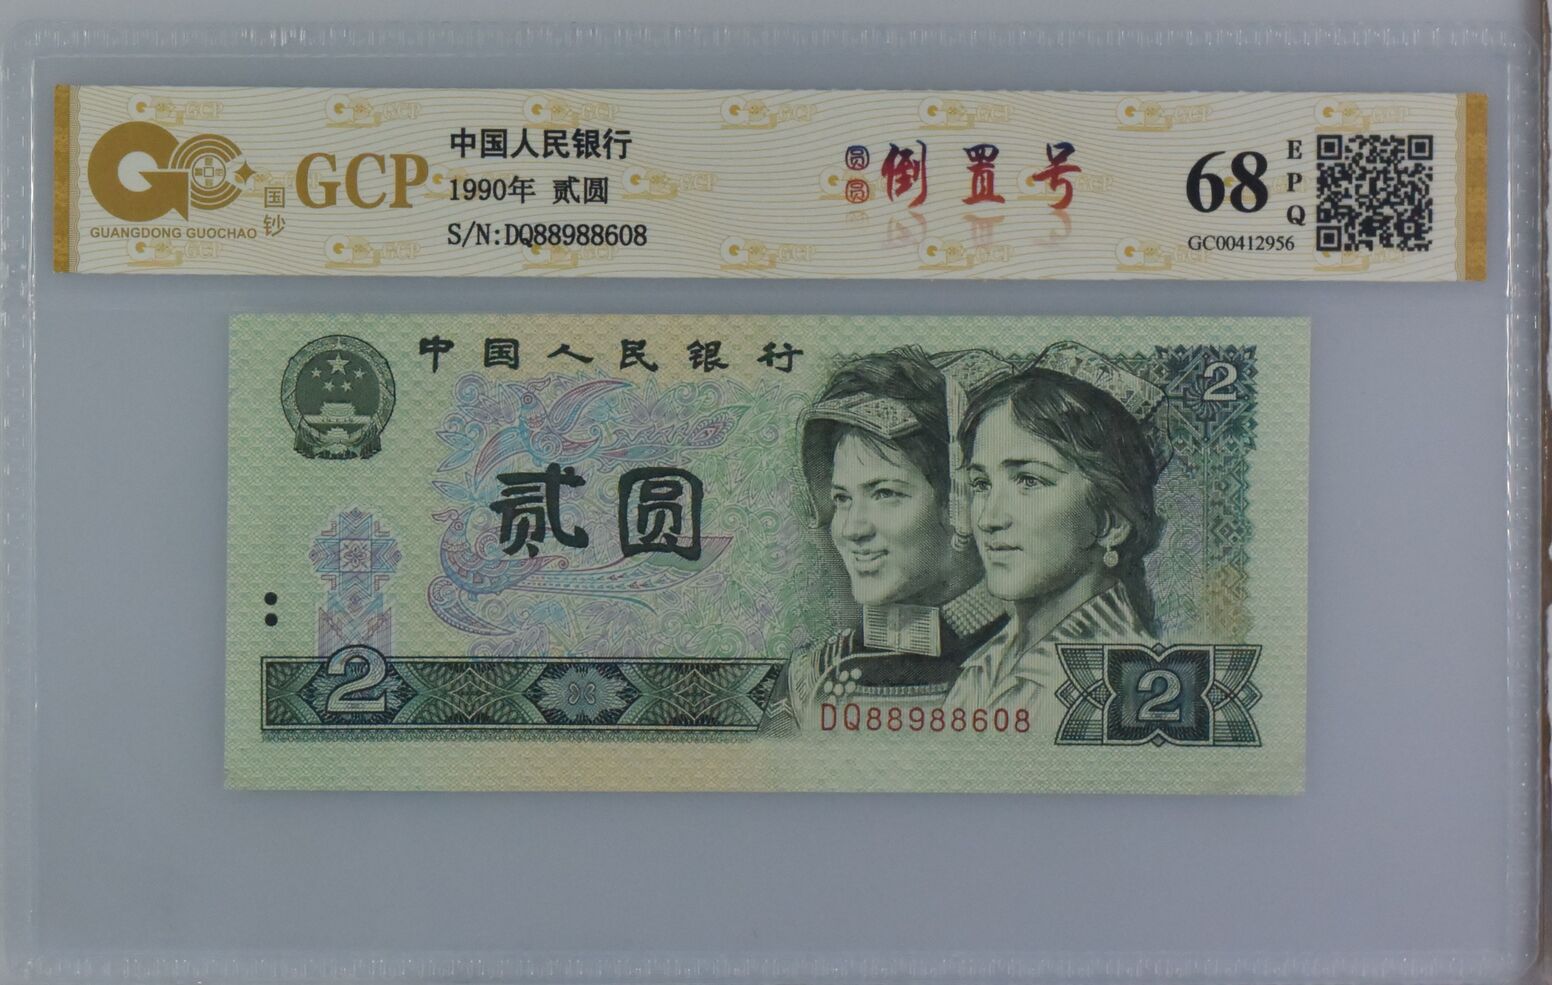 GCP
国钞
GUANGDONG GUOCHAO
中国人民银行
1990年 贰圆
S/N:DQ88988608
圆圆
倒置号
68
EPQ
GC00412956
中国人民银行
2
贰圆
2
DQ88988608
2